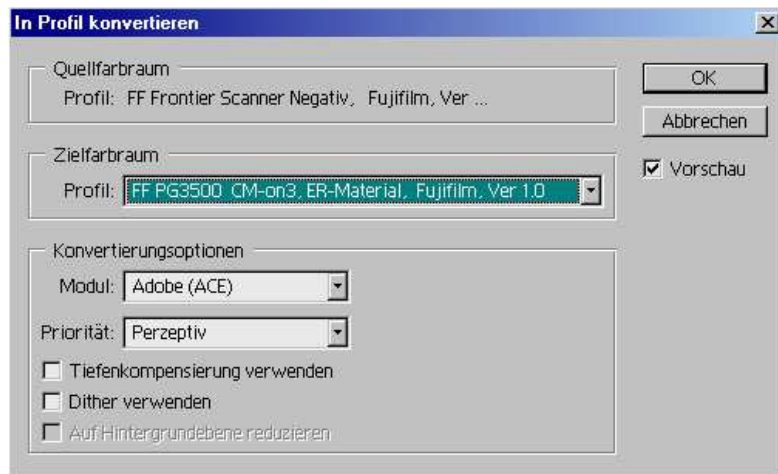 In Profil konvertieren
Quellfarbraum
Profil: FF Frontier Scanner Negativ, Fujifilm, Ver ...
OK
Abbrechen
Zielfarbraum
Profil: FF PG3500 CM-on3, ER-Material, Fujifilm, Ver 1.0
Vorschau
Konvertierungsoptionen
Modul: Adobe (ACE)
Priorität: Perzeptiv
Tiefenkompensierung verwenden
Dither verwenden
Auf Hintergrundebene reduzieren